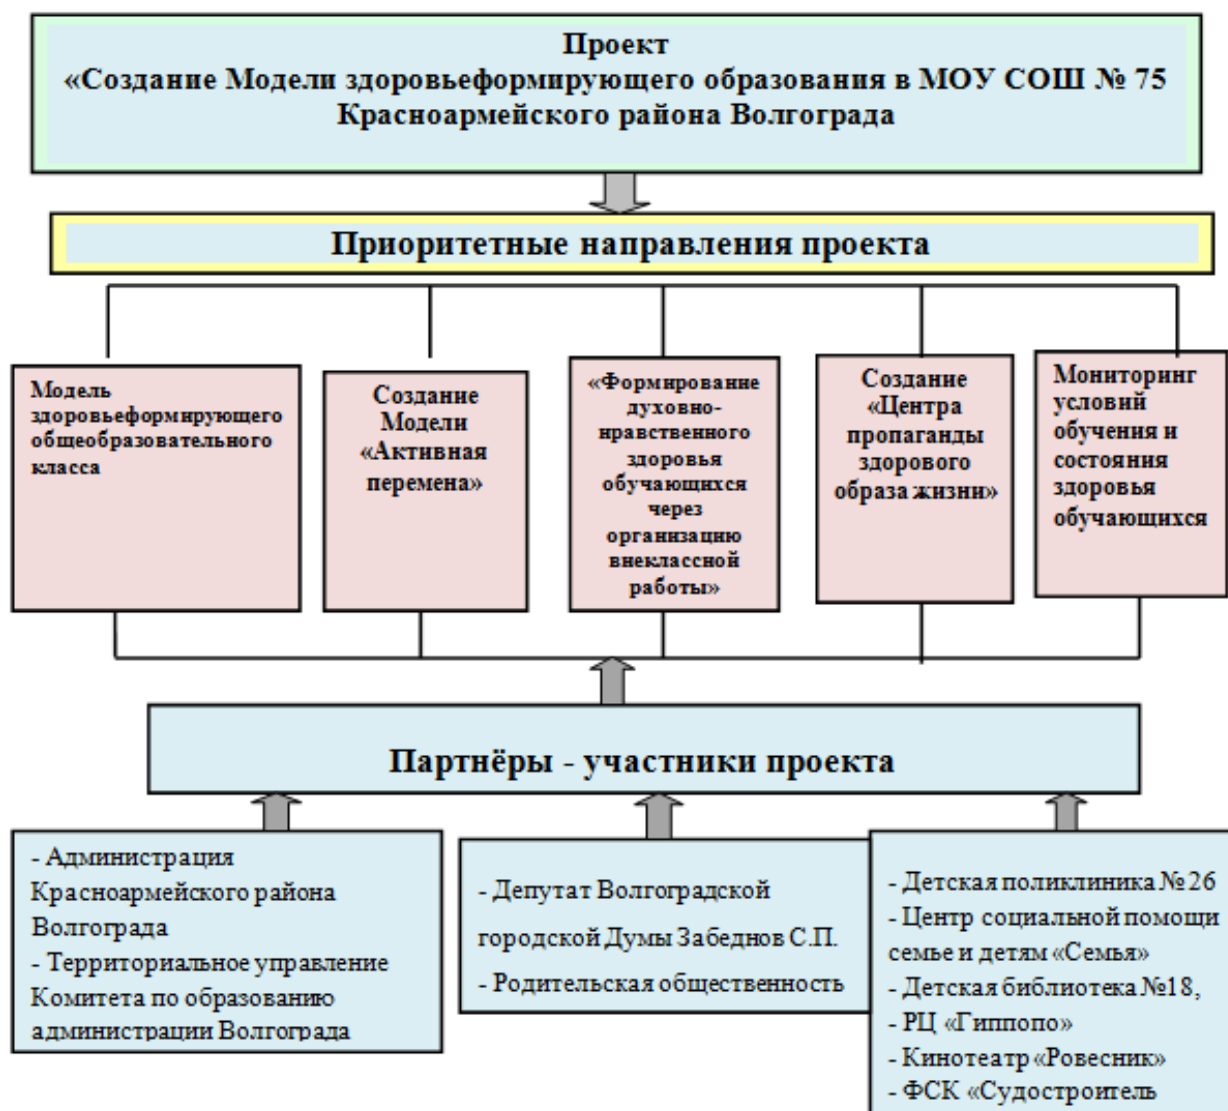 Проект
«Создание Модели здоровьеформирующего образования в МОУ СОШ № 75
Красноармейского района Волгограда
Приоритетные направления проекта
Модель
здоровьеформирующего
общеобразовательного
класса
Создание
Модели
«Активная
перемена»
«Формирование
духовно-
нравственного
здоровья
обучающихся
через
организацию
внеклассной
работы»
Создание
«Центра
пропаганды
здорового
образа жизни»
Мониторинг
условий
обучения и
состояния
здоровья
обучающихся
Партнёры - участники проекта
- Администрация
Красноармейского района
Волгограда
- Территориальное управление
Комитета по образованию
администрации Волгограда
- Депутат Волгоградской
городской Думы Забеднов С.П.
- Родительская общественность
- Детская поликлиника №26
- Центр социальной помощи
семье и детям «Семья»
- Детская библиотека №18,
- РЦ «Гиппопо»
- Кинотеатр «Ровесник»
- ФСК «Судостроитель